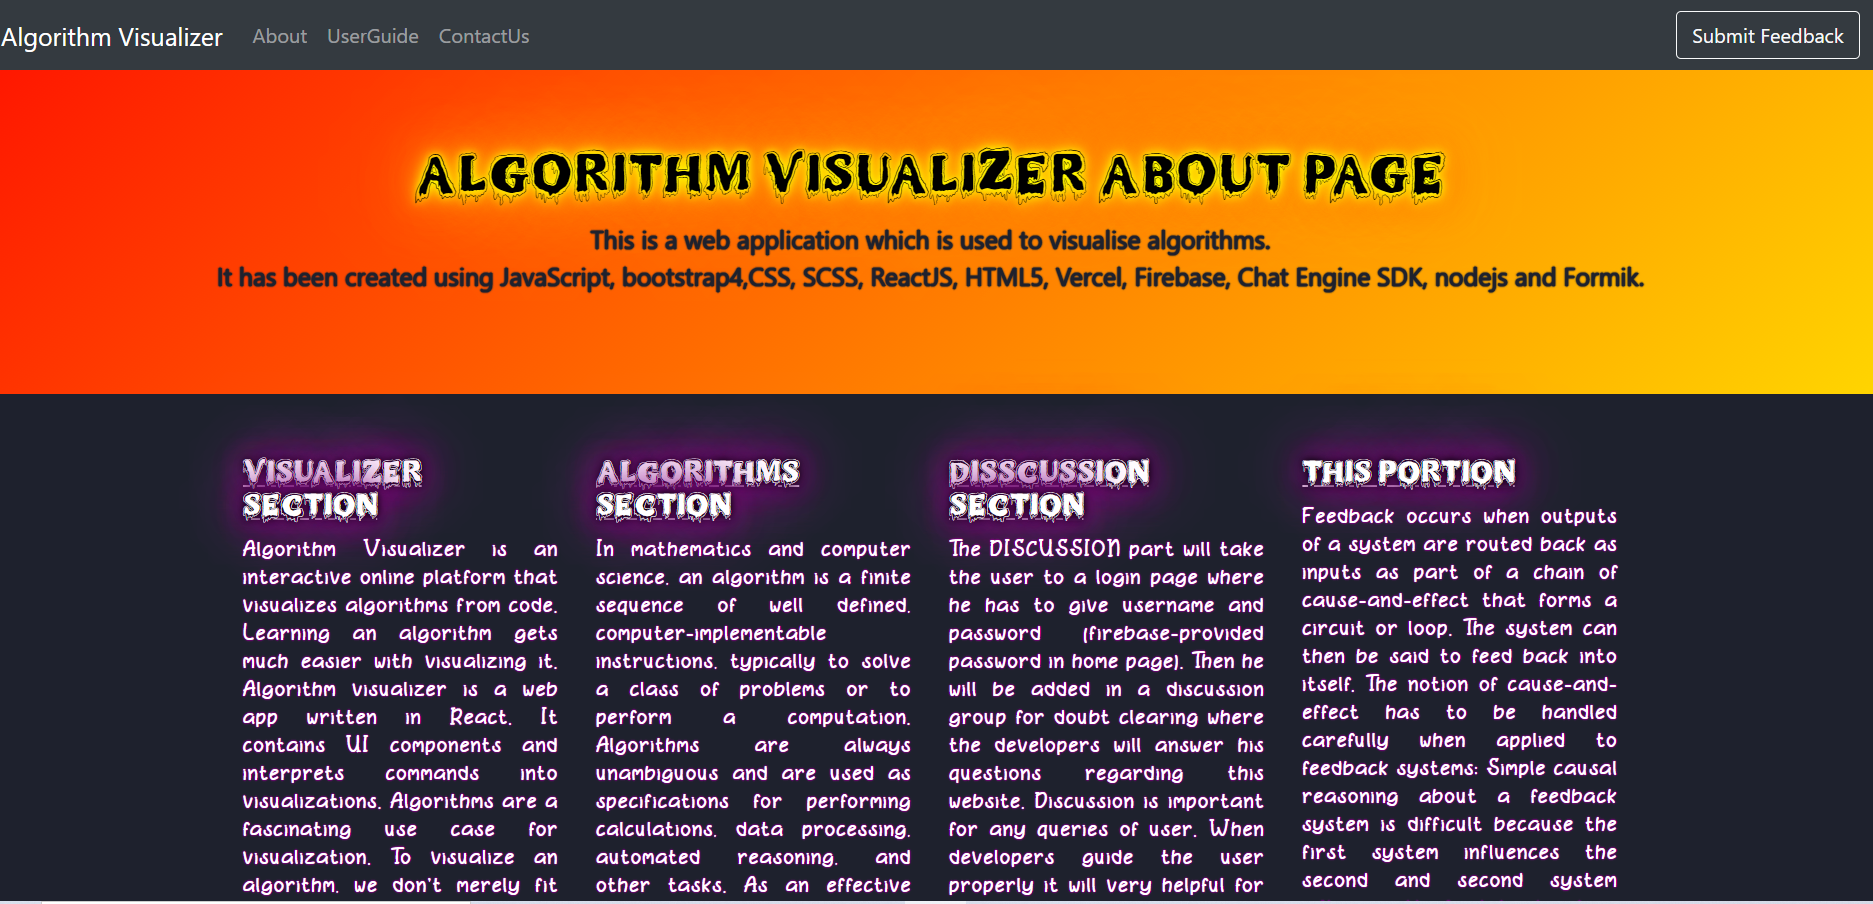 Algorithm Visualizer About UserGuide ContactUs Submit Feedback
ALGORITHM VISUALIZER ABOUT PAGE
This is a web application which is used to visualise algorithms.
It has been created using JavaScript, bootstrap4,CSS, SCSS, ReactJS, HTML5, Vercel, Firebase, Chat Engine SDK, nodejs and Formik.
VISUALIZER
SECTION
Algorithm Visualizer is an
interactive online platform that
visualizes algorithms from code.
Learning an algorithm gets
much easier with visualizing it.
Algorithm visualizer is a web
app written in React. It
contains UI components and
interprets commands into
visualizations. Algorithms are a
fascinating use case for
visualization. To visualize an
algorithm, we don't merely fit
ALGORITHMS
SECTION
In mathematics and computer
science, an algorithm is a finite
sequence of well defined,
computer-implementable
instructions, typically to solve
a class of problems or to
perform a computation.
Algorithms are always
unambiguous and are used as
specifications for performing
calculations, data processing,
automated reasoning, and
other tasks. As an effective
DISSCUSSION
SECTION
The DISCUSSION part will take
the user to a login page where
he has to give username and
password (firebase-provided
password in home page). Then he
will be added in a discussion
group for doubt clearing where
the developers will answer his
questions regarding this
website. Discussion is important
for any queries of user. When
developers guide the user
properly it will very helpful for
THIS PORTION
Feedback occurs when outputs
of a system are routed back as
inputs as part of a chain of
cause-and-effect that forms a
circuit or loop. The system can
then be said to feed back into
itself. The notion of cause-and-
effect has to be handled
carefully when applied to
feedback systems: Simple causal
reasoning about a feedback
system is difficult because the
first system influences the
second and second system